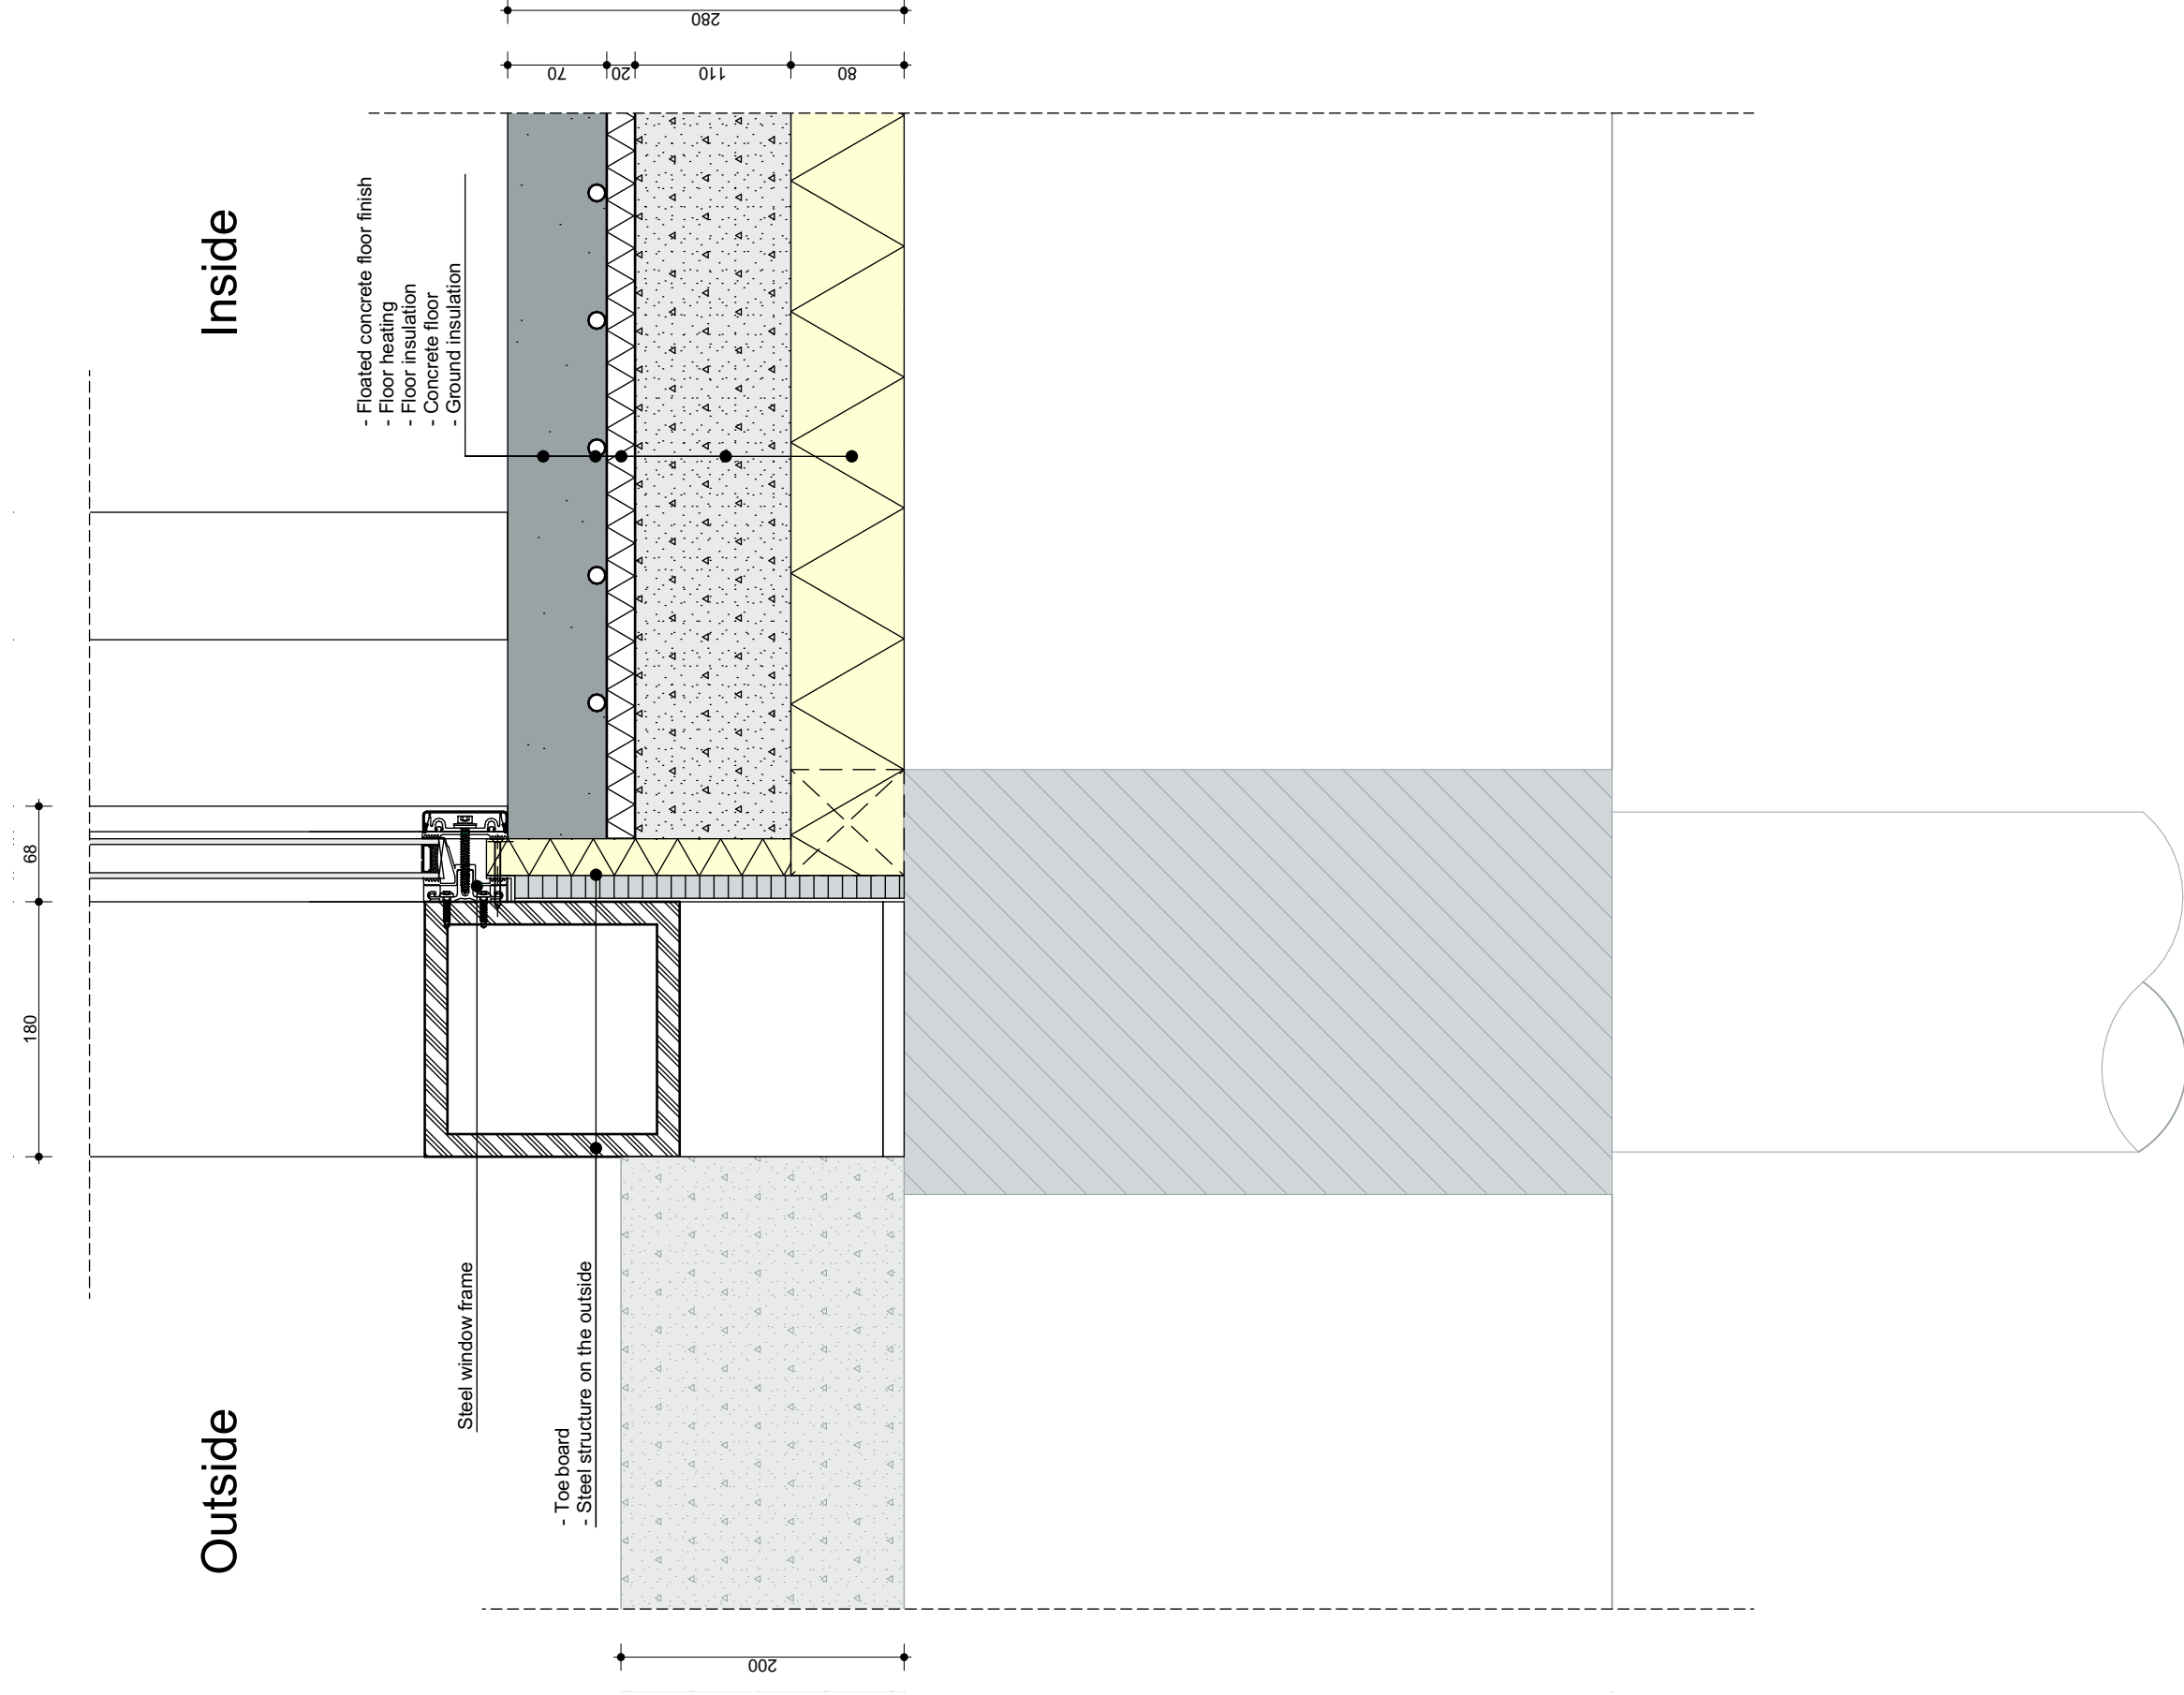 Outside
Inside
- Floated concrete floor finish
- Floor heating
- Floor insulation
- Concrete floor
- Ground insulation
Steel window frame
- Toe board
- Steel structure on the outside
180
68
280
70
20
110
80
200